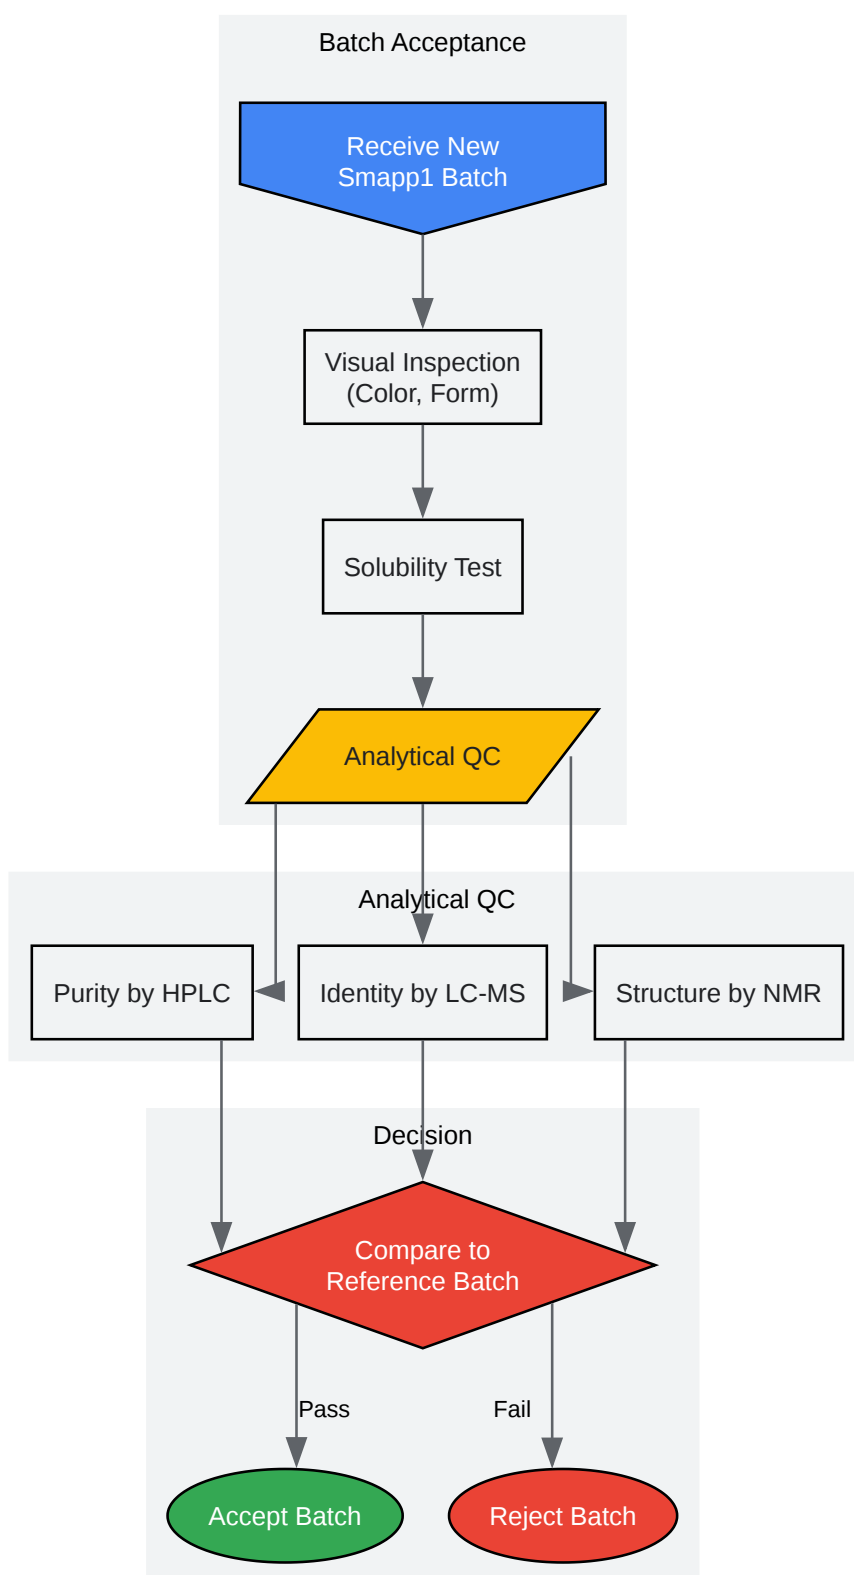 Batch Acceptance
Receive New
Smapp1 Batch
Visual Inspection
(Color, Form)
Solubility Test
Analytical QC
Analytical QC
Purity by HPLC
Identity by LC-MS
Structure by NMR
Decision
Compare to
Reference Batch
Pass
Fail
Accept Batch
Reject Batch